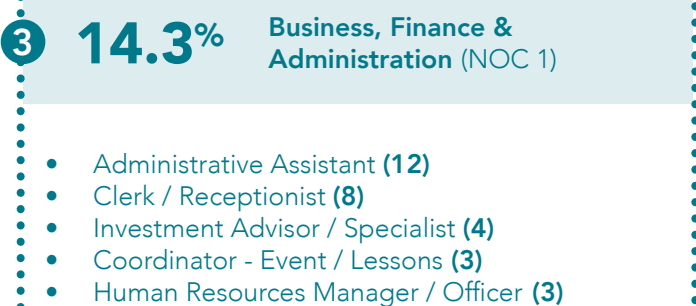 3 14.3% Business, Finance &
Administration (NOC 1)
• Administrative Assistant (12)
• Clerk / Receptionist (8)
• Investment Advisor / Specialist (4)
• Coordinator - Event / Lessons (3)
• Human Resources Manager / Officer (3)